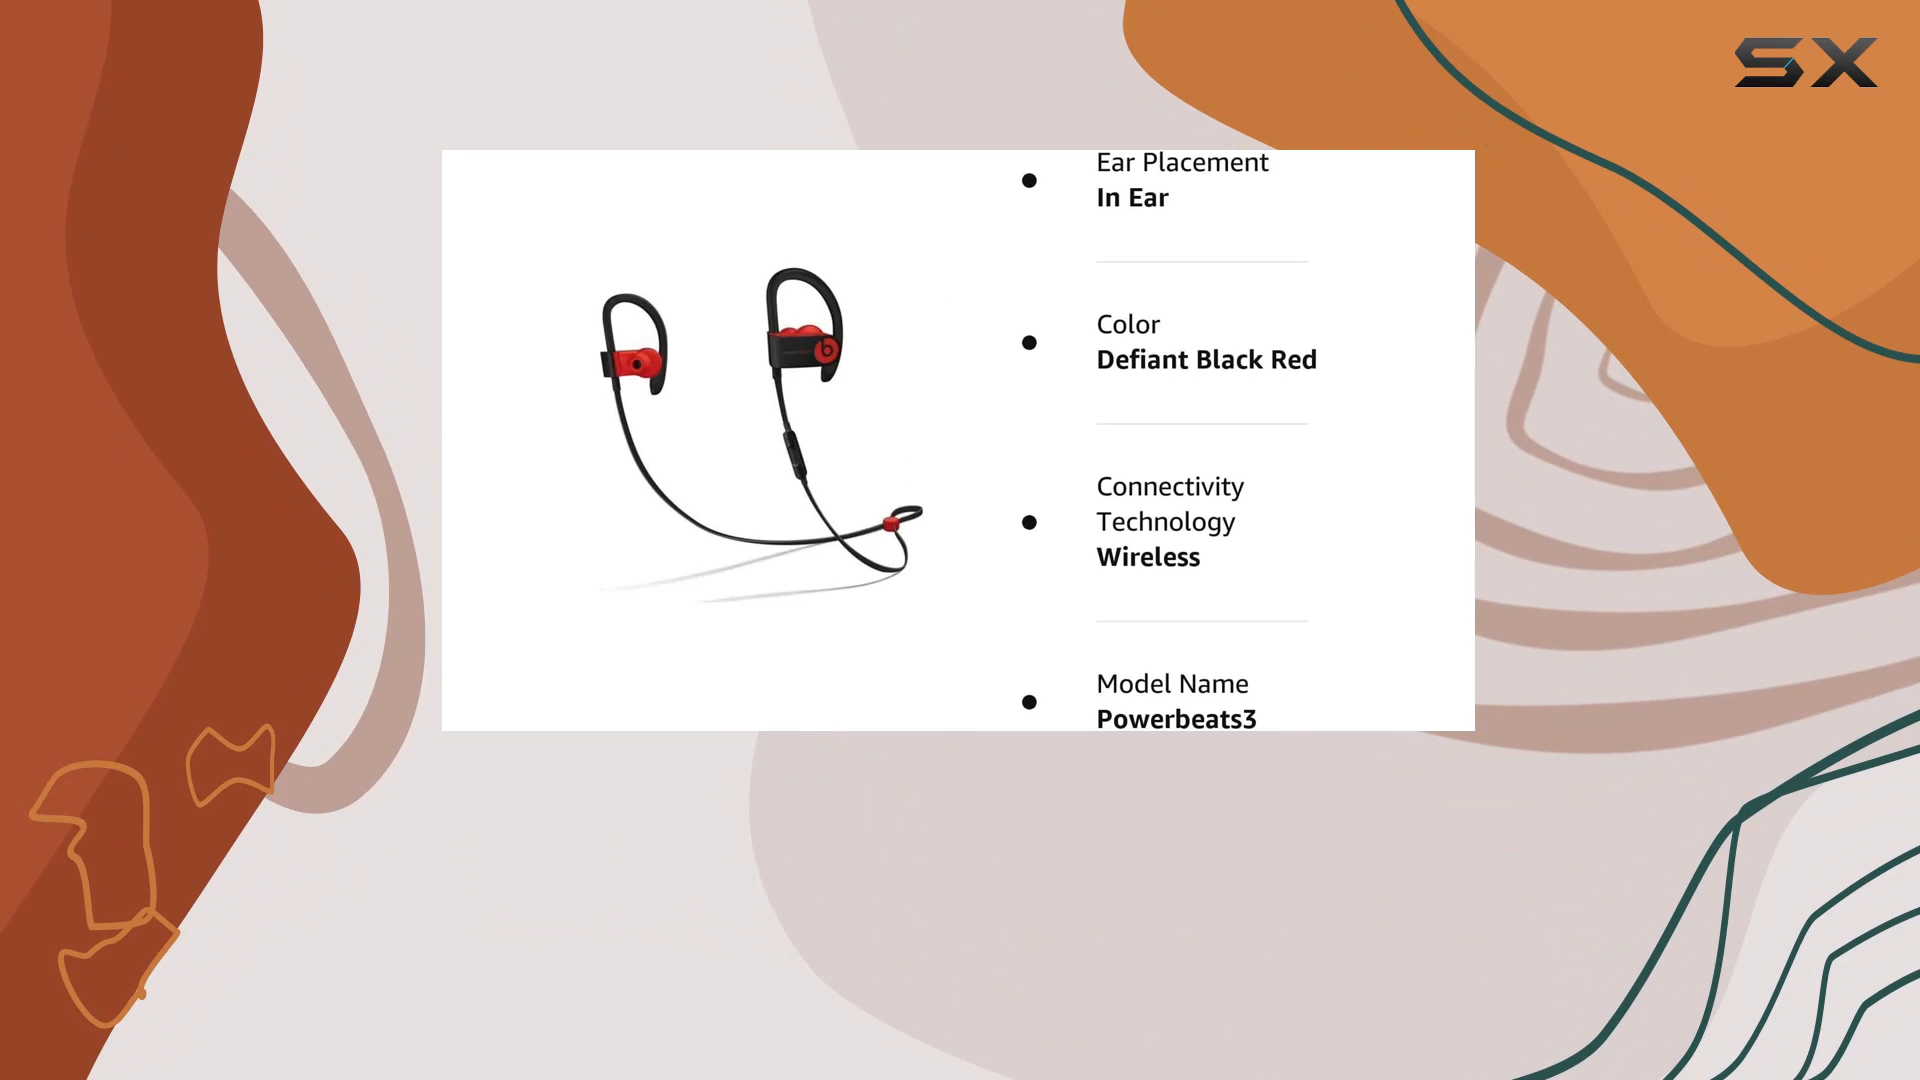 SX
Ear Placement
In Ear
Color
Defiant Black Red
Connectivity
Technology
Wireless
Model Name
Powerbeats3